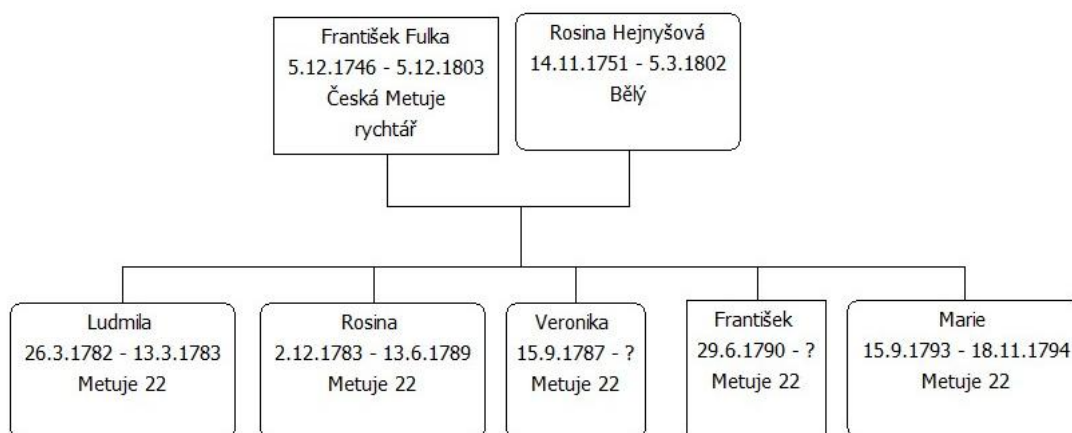 František Fulka
5.12.1746 - 5.12.1803
Česká Metuje
rychtář
Rosina Hejnyšová
14.11.1751 - 5.3.1802
Bělý
Ludmila
26.3.1782 - 13.3.1783
Metuje 22
Rosina
2.12.1783 - 13.6.1789
Metuje 22
Veronika
15.9.1787 - ?
Metuje 22
František
29.6.1790 - ?
Metuje 22
Marie
15.9.1793 - 18.11.1794
Metuje 22